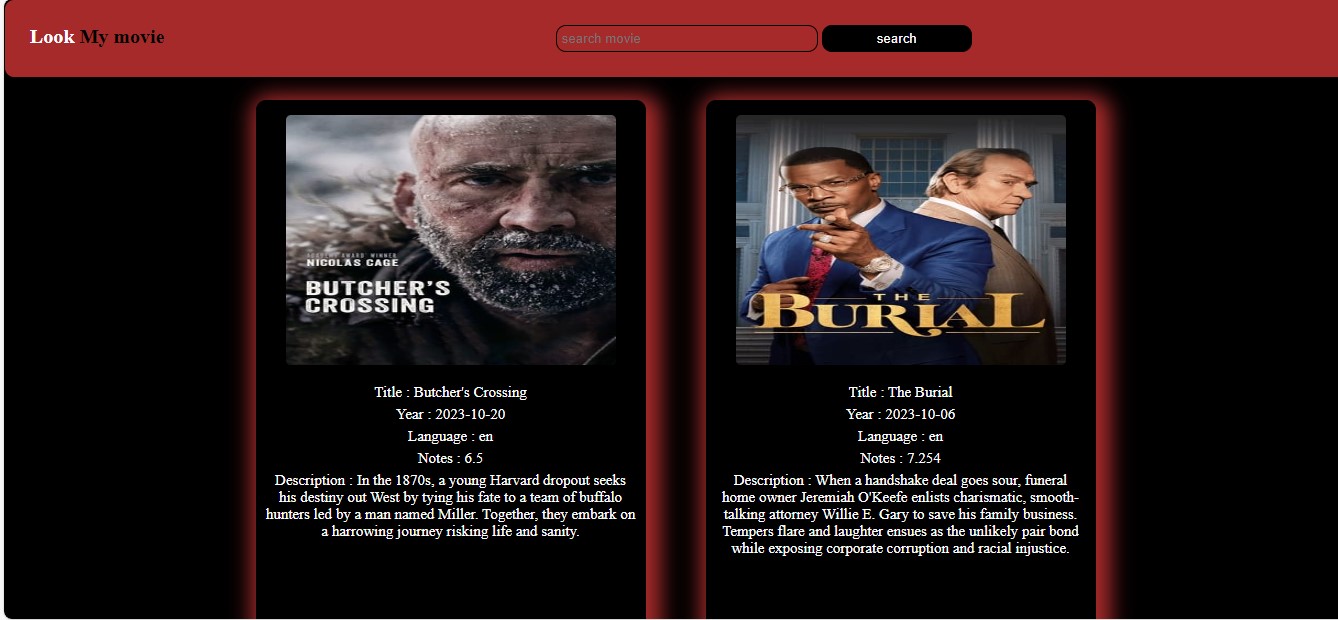 Look My movie
search movie
search
ACADEMY AWARD WINNER
NICOLAS CAGE
BUTCHER'S
CROSSING
THE
BURIAL
Title : Butcher's Crossing
Year : 2023-10-20
Language : en
Notes : 6.5
Description : In the 1870s, a young Harvard dropout seeks
his destiny out West by tying his fate to a team of buffalo
hunters led by a man named Miller. Together, they embark on
a harrowing journey risking life and sanity.
Title : The Burial
Year : 2023-10-06
Language : en
Notes : 7.254
Description : When a handshake deal goes sour, funeral
home owner Jeremiah O'Keefe enlists charismatic, smooth-
talking attorney Willie E. Gary to save his family business.
Tempers flare and laughter ensues as the unlikely pair bond
while exposing corporate corruption and racial injustice.